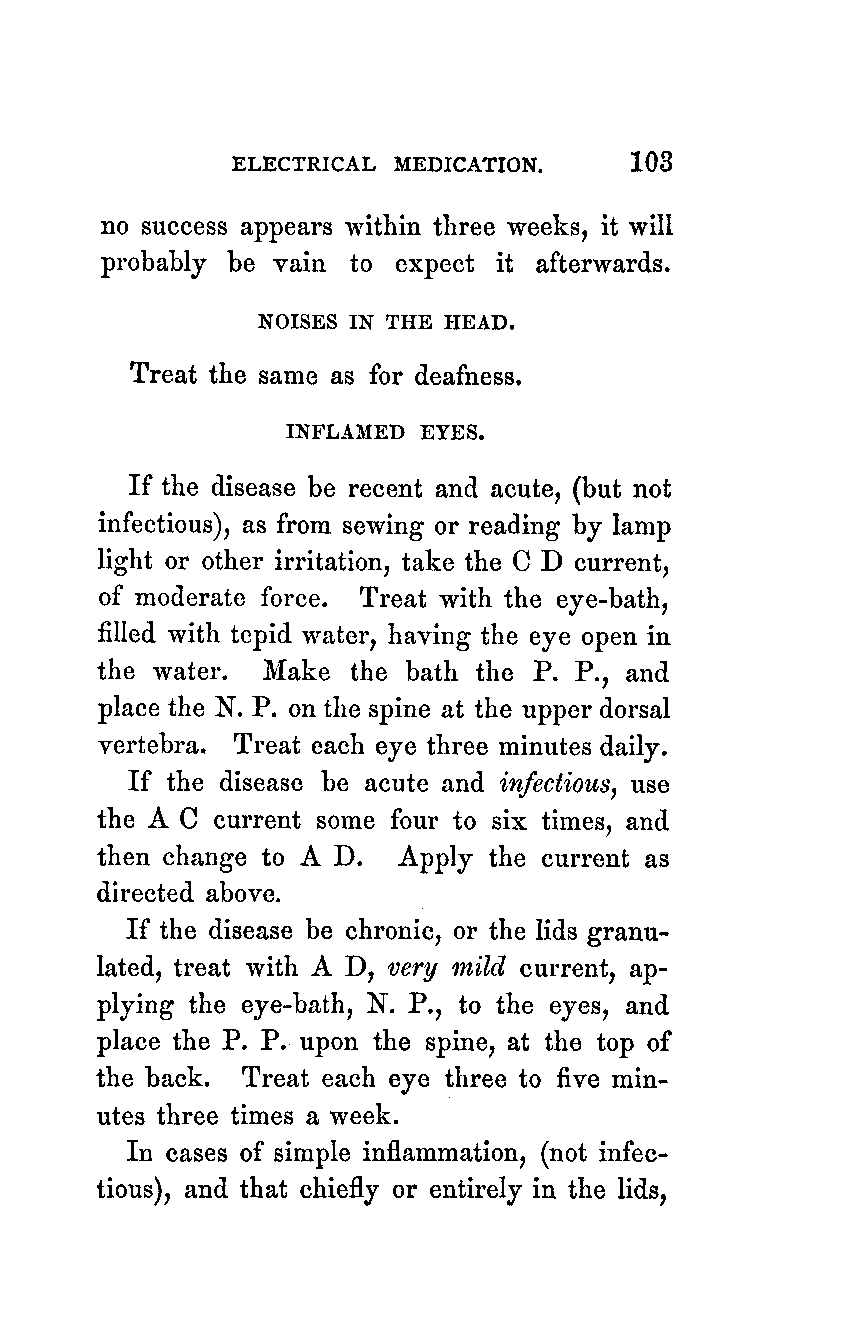 ELECTRICAL MEDICATION. 103
no success appears within three weeks, it will
probably be vain to expect it afterwards.
NOISES IN THE HEAD.
Treat the same as for deafness.
INFLAMED EYES.
If the disease be recent and acute, (but not
infectious), as from sewing or reading by lamp
light or other irritation, take the C D current,
of moderate force. Treat with the eye-bath,
filled with tepid water, having the eye open in
the water. Make the bath the P. P., and
place the N. P. on the spine at the upper dorsal
vertebra. Treat each eye three minutes daily.
If the disease be acute and infectious, use
the A C current some four to six times, and
then change to A D. Apply the current as
directed above.
If the disease be chronic, or the lids granu-
lated, treat with A D, very mild current, ap-
plying the eye-bath, N. P., to the eyes, and
place the P. P. upon the spine, at the top of
the back. Treat each eye three to five min-
utes three times a week.
In cases of simple inflammation, (not infec-
tious), and that chiefly or entirely in the lids,